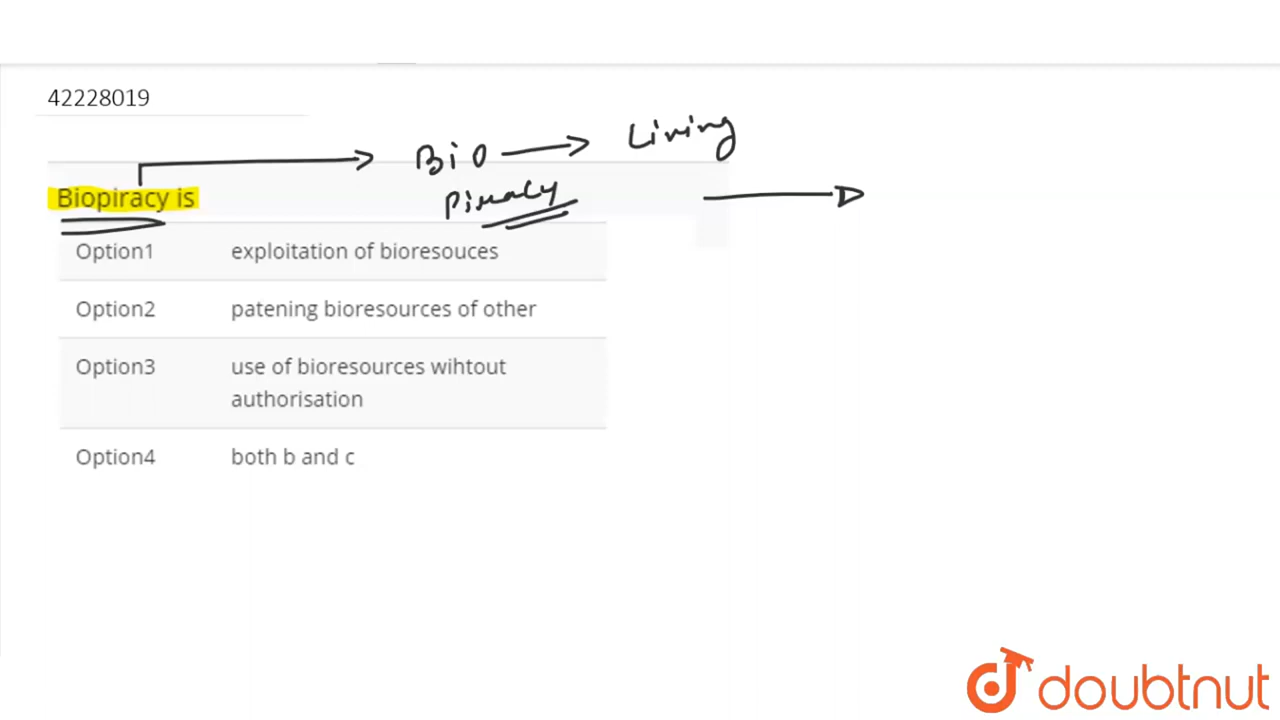 42228019
Bio Living
Biopiracy is Piracy
Option1 exploitation of bioresouces
Option2 patening bioresources of other
Option3 use of bioresources wihtout
authorisation
Option4 both b and c
doubtnut